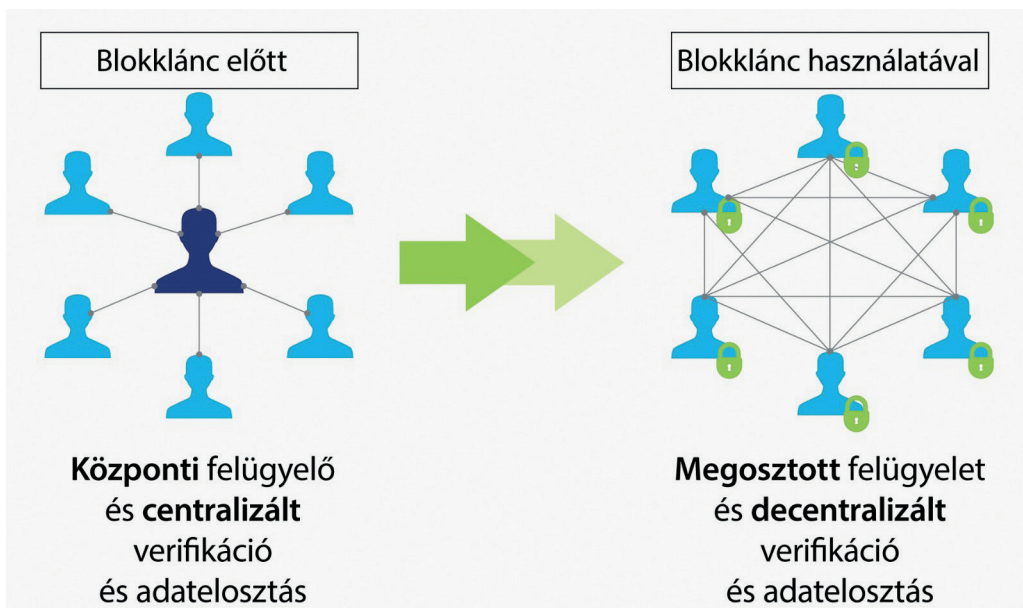 Blokklánc előtt
Központi felügyelő
és centralizált
verifikáció
és adatelosztás
Blokklánc használatával
Megosztott felügyelet
és decentralizált
verifikáció
és adatelosztás